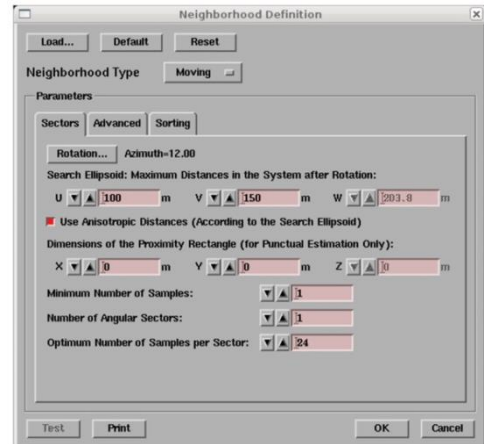 Neighborhood Definition
Load... Default Reset
Neighborhood Type Moving
Parameters
Sectors Advanced Sorting
Rotation... Azimuth=12.00
Search Ellipsoid: Maximum Distances in the System after Rotation:
U 100 m V 150 m W 203.8 m
Use Anisotropic Distances (According to the Search Ellipsoid)
Dimensions of the Proximity Rectangle (for Punctual Estimation Only):
X 0 m Y 0 m Z 0 m
Minimum Number of Samples: 1
Number of Angular Sectors: 1
Optimum Number of Samples per Sector: 24
Test Print OK Cancel